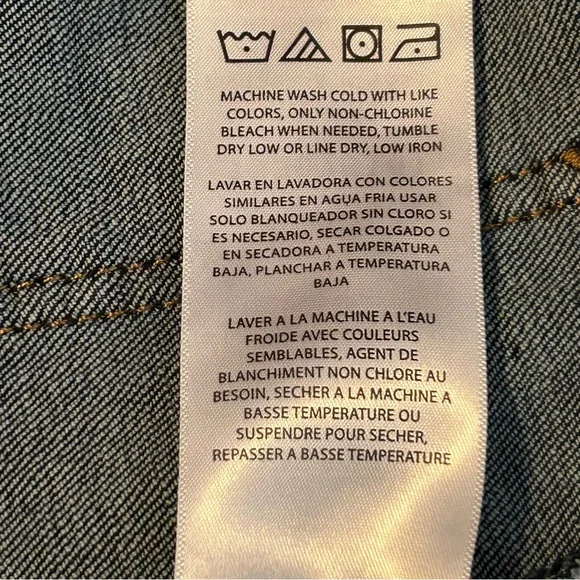 MACHINE WASH COLD WITH LIKE
COLORS, ONLY NON-CHLORINE
BLEACH WHEN NEEDED, TUMBLE
DRY LOW OR LINE DRY, LOW IRON
LAVAR EN LAVADORA CON COLORES
SIMILARES EN AGUA FRIA USAR
SOLO BLANQUEADOR SIN CLORO SI
ES NECESARIO, SECAR COLGADO O
EN SECADORA A TEMPERATURA
BAJA, PLANCHAR A TEMPERATURA
BAJA
LAVER A LA MACHINE A L'EAU
FROIDE AVEC COULEURS
SEMBLABLES, AGENT DE
BLANCHIMENT NON CHLORE AU
BESOIN, SECHER A LA MACHINE A
BASSE TEMPERATURE OU
SUSPENDRE POUR SECHER,
REPASSER A BASSE TEMPERATURE